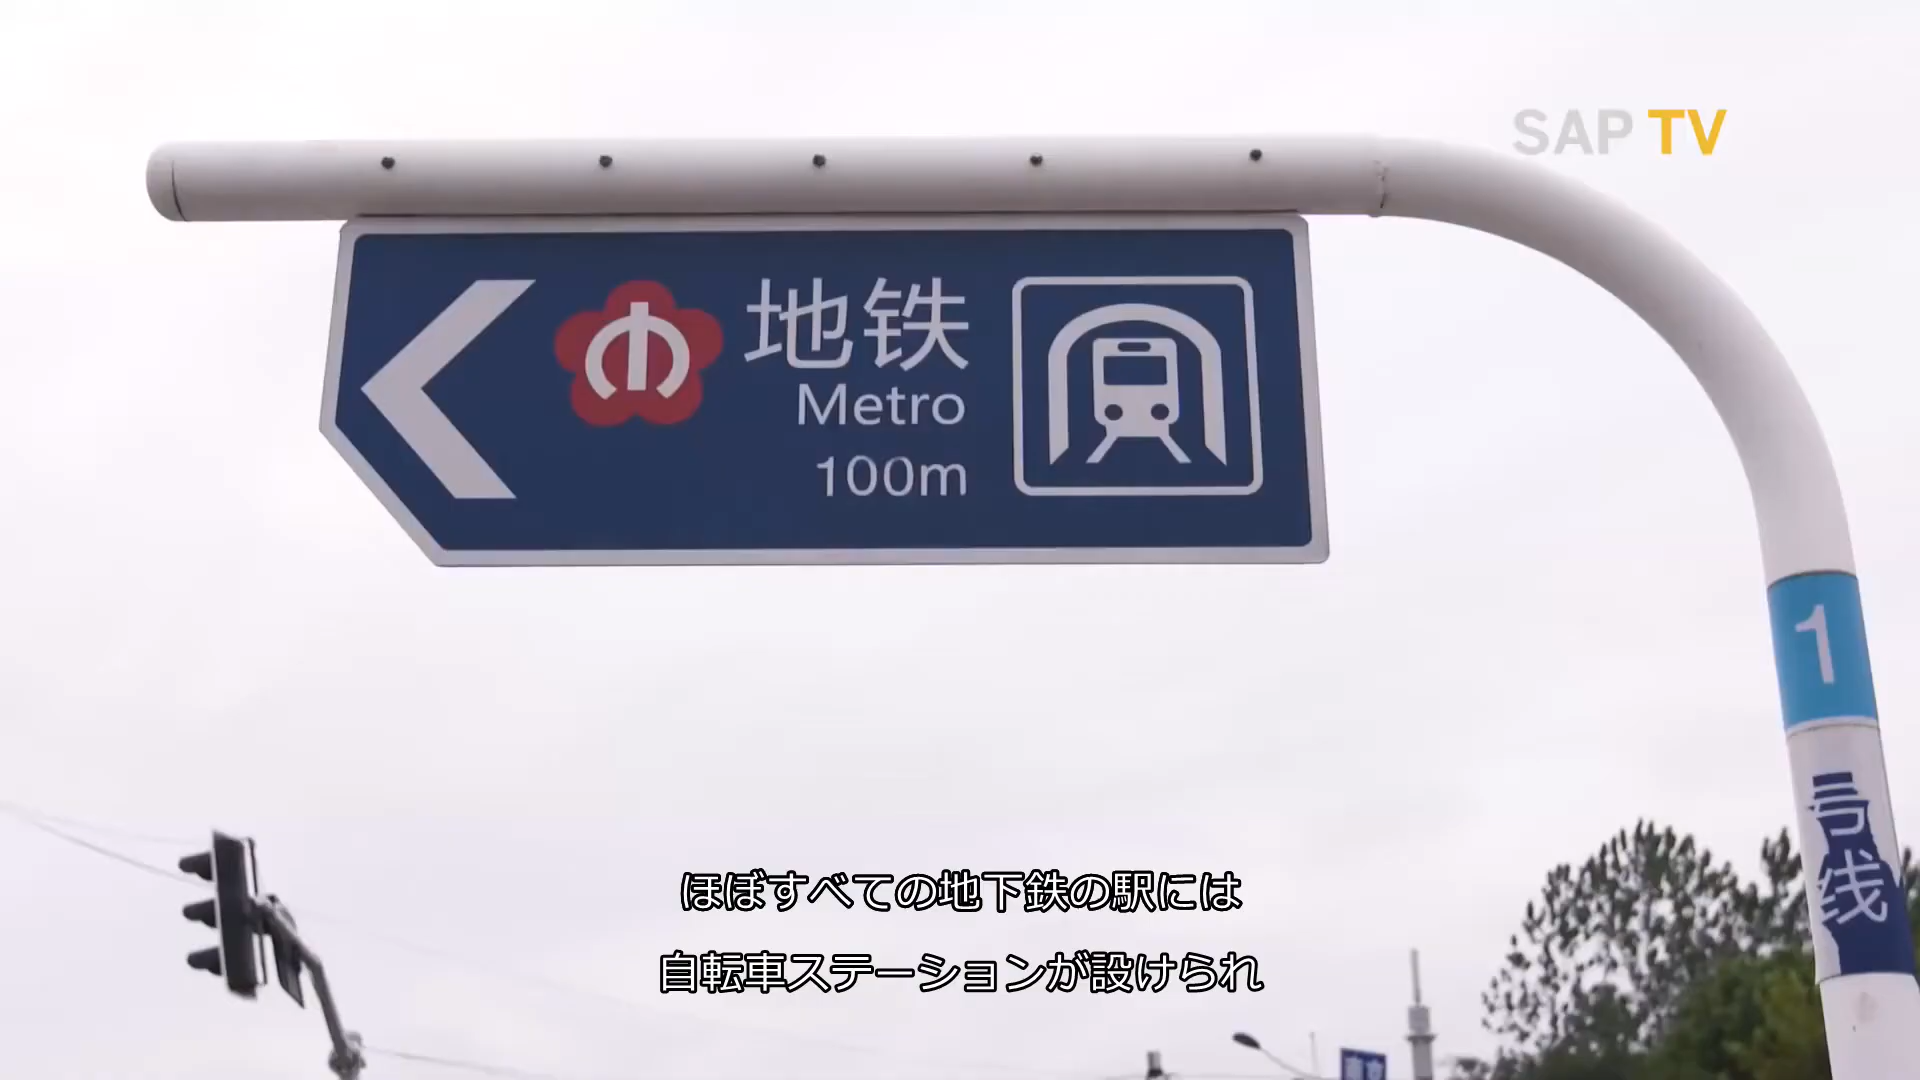 SAP TV
地铁
Metro
100m
1
号线
ほぼすべての地下鉄の駅には
自転車ステーションが設けられ